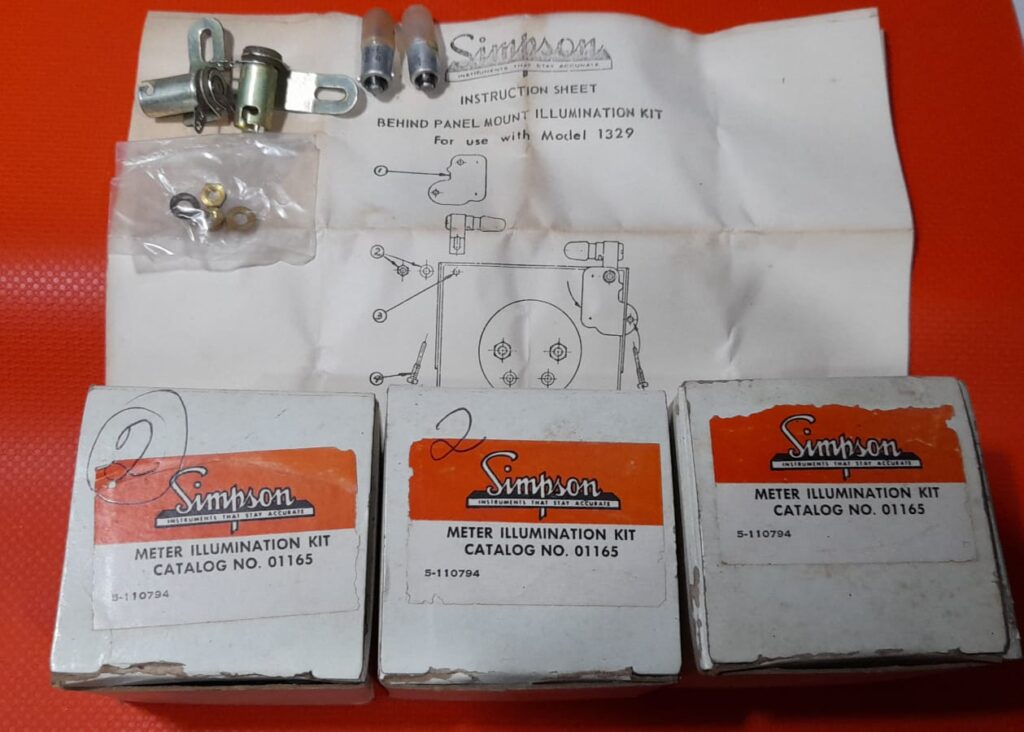 Simpson
INSTRUMENTS THAT STAY ACCURATE
INSTRUCTION SHEET
BEHIND PANEL MOUNT ILLUMINATION KIT
For use with Model 1329
1
2
3
4
2
Simpson
INSTRUMENTS THAT STAY ACCURATE
METER ILLUMINATION KIT
CATALOG NO. 01165
5-110794
2
Simpson
INSTRUMENTS THAT STAY ACCURATE
METER ILLUMINATION KIT
CATALOG NO. 01165
5-110794
Simpson
INSTRUMENTS THAT STAY ACCURATE
METER ILLUMINATION KIT
CATALOG NO. 01165
5-110794